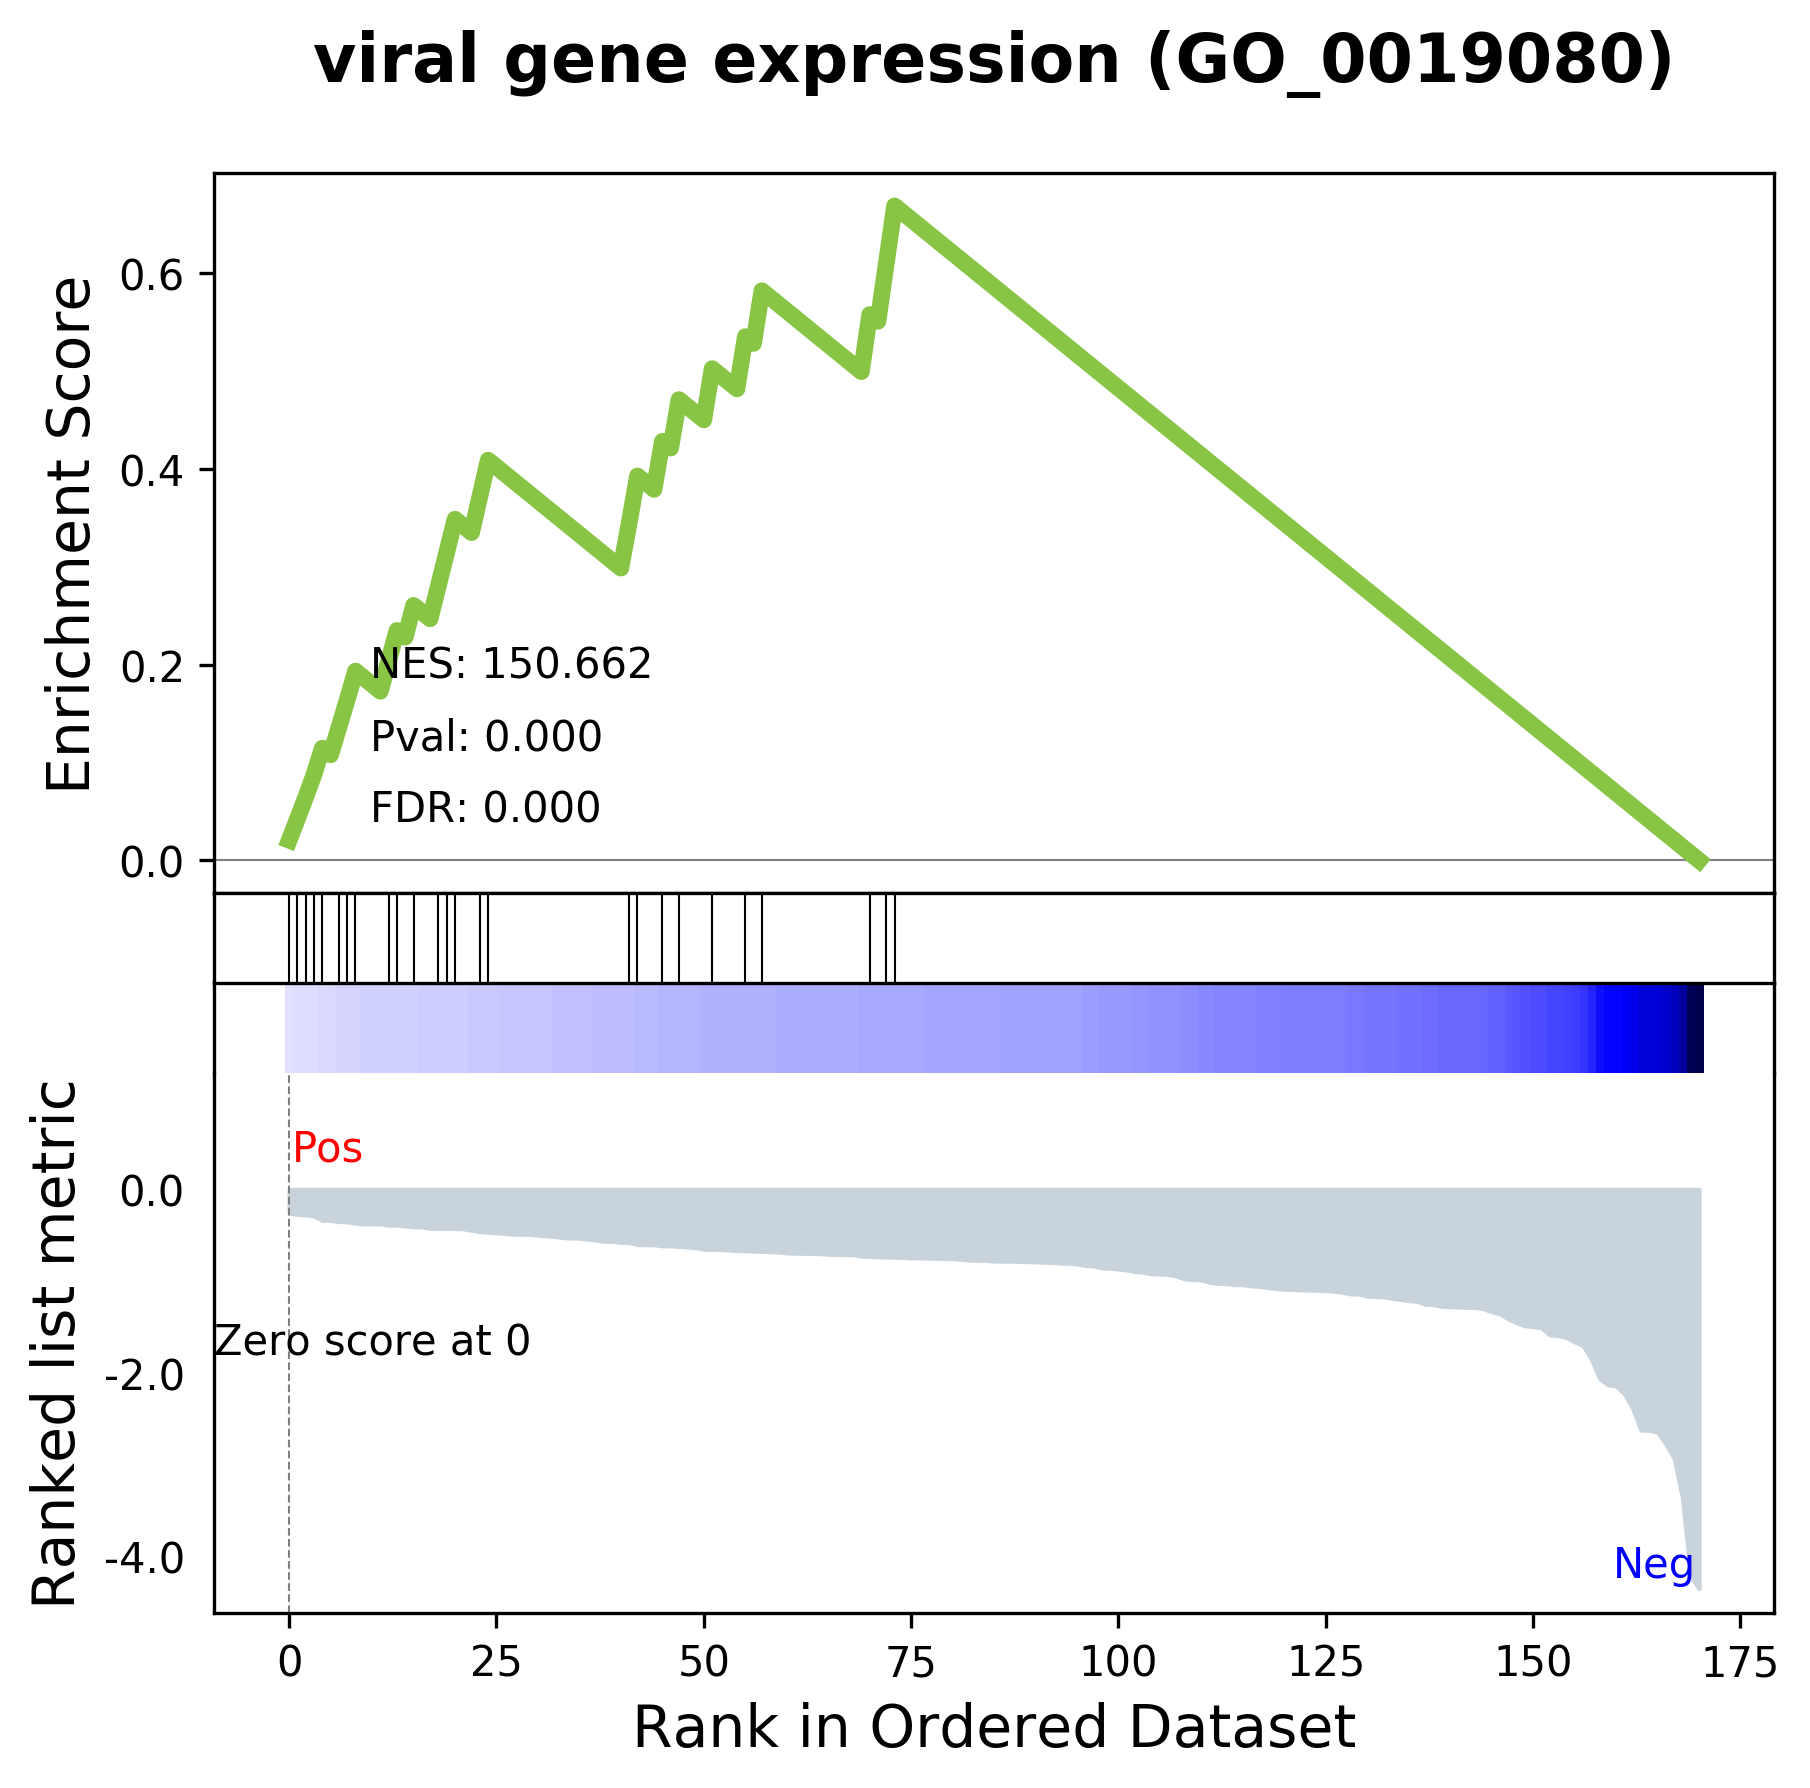 viral gene expression (GO_0019080)
Enrichment Score
0.6
0.4
0.2
0.0
NES: 150.662
Pval: 0.000
FDR: 0.000
Ranked list metric
Pos
0.0
-2.0
-4.0
Zero score at 0
Neg
0 25 50 75 100 125 150 175
Rank in Ordered Dataset